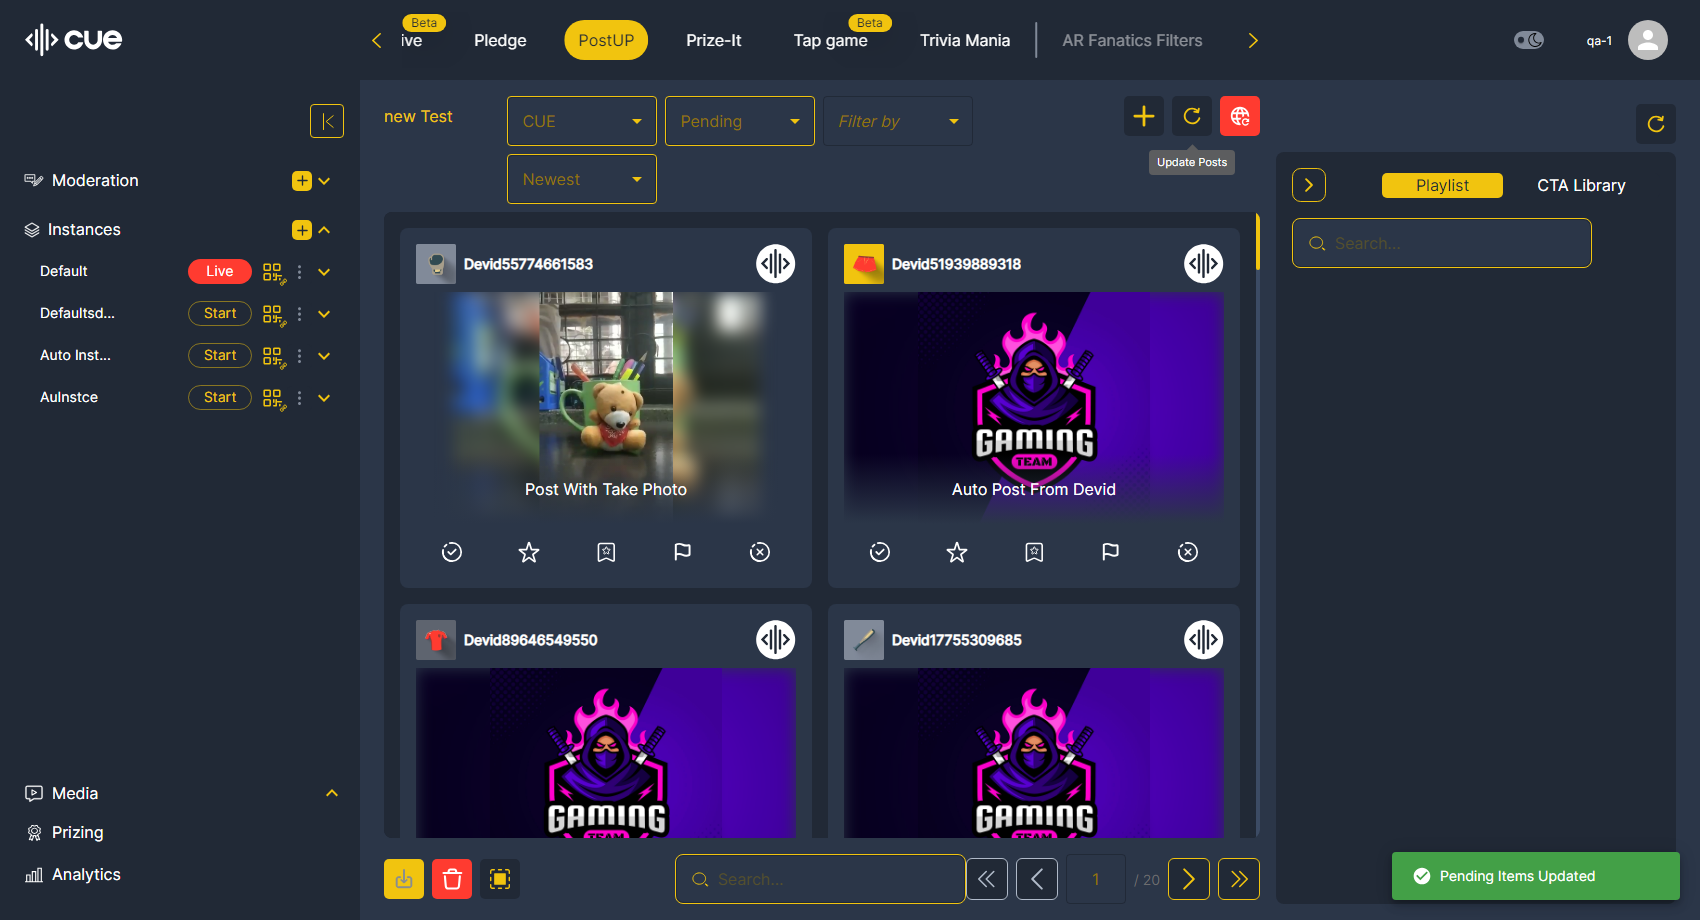 cue
Beta
ive
Pledge
PostUP
Prize-It
Beta
Tap game
Trivia Mania
AR Fanatics Filters
qa-1
new Test
CUE
Pending
Filter by
Newest
Update Posts
Moderation
Instances
Default
Live
Defaultsd...
Start
Auto Inst...
Start
AuInstce
Start
Media
Prizing
Analytics
Devid55774661583
Post With Take Photo
Devid51939889318
GAMING
TEAM
Auto Post From Devid
Devid89646549550
GAMING
TEAM
Devid17755309685
GAMING
TEAM
Search...
1
/ 20
Playlist
CTA Library
Search...
Pending Items Updated